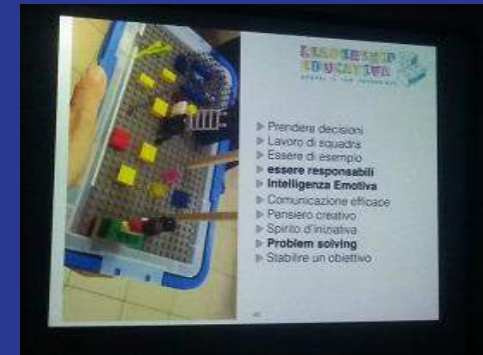 LEADERSHIP
EDUCATION
Prendere decisioni
Lavoro di squadra
Essere di esempio
essere responsabili
Intelligenza Emotiva
Comunicazione efficace
Pensiero creativo
Spirito d'iniziativa
Problem solving
Stabilire un obiettivo